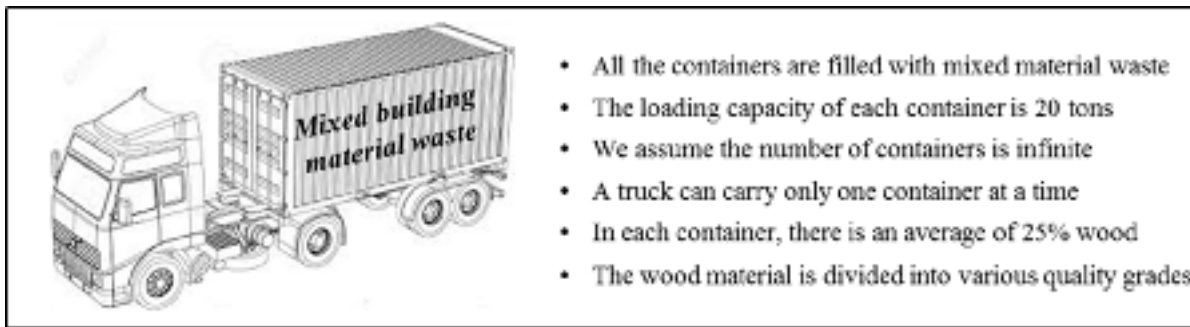 Mixed building
material waste
• All the containers are filled with mixed material waste
• The loading capacity of each container is 20 tons
• We assume the number of containers is infinite
• A truck can carry only one container at a time
• In each container, there is an average of 25% wood
• The wood material is divided into various quality grades